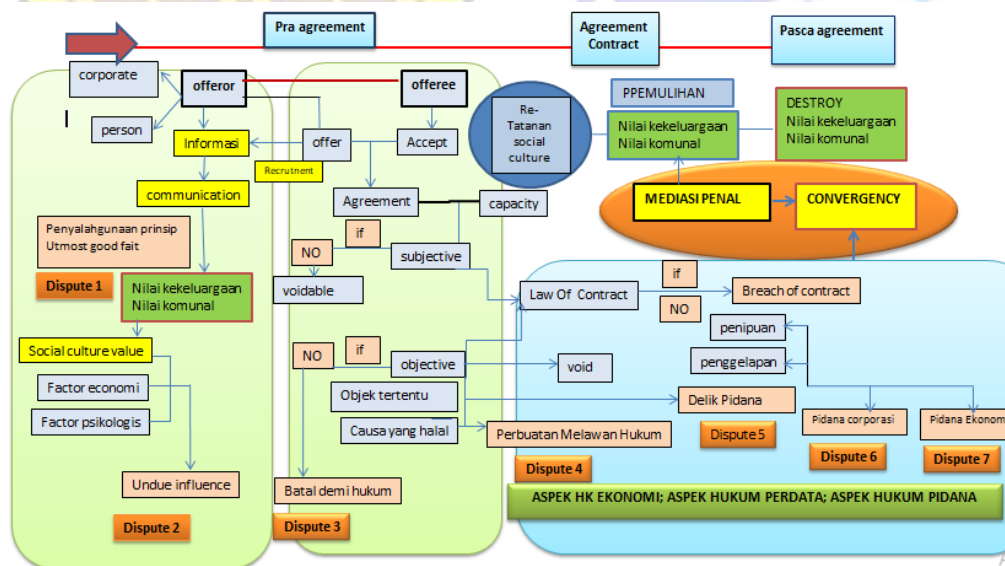 Pra agreement
Agreement
Contract
Pasca agreement
corporate
offeror
offeree
person
Informasi
offer
Accept
Recrutment
communication
Agreement
capacity
Re-
Tatanan
social
culture
PPEMULIHAN
Nilai kekeluargaan
Nilai komunal
DESTROY
Nilai kekeluargaan
Nilai komunal
MEDIASI PENAL
CONVERGENCY
Penyalahgunaan prinsip
Utmost good fait
Dispute 1
if
NO
subjective
voidable
Nilai kekeluargaan
Nilai komunal
Law Of Contract
if
NO
Breach of contract
penipuan
penggelapan
Social culture value
Factor economi
Factor psikologis
NO
if
objective
void
Objek tertentu
Causa yang halal
Delik Pidana
Perbuatan Melawan Hukum
Dispute 5
Pidana corporasi
Pidana Ekonom
Undue influence
Batal demi hukum
Dispute 4
Dispute 6
Dispute 7
Dispute 2
Dispute 3
ASPEK HK EKONOMI; ASPEK HUKUM PERDATA; ASPEK HUKUM PIDANA